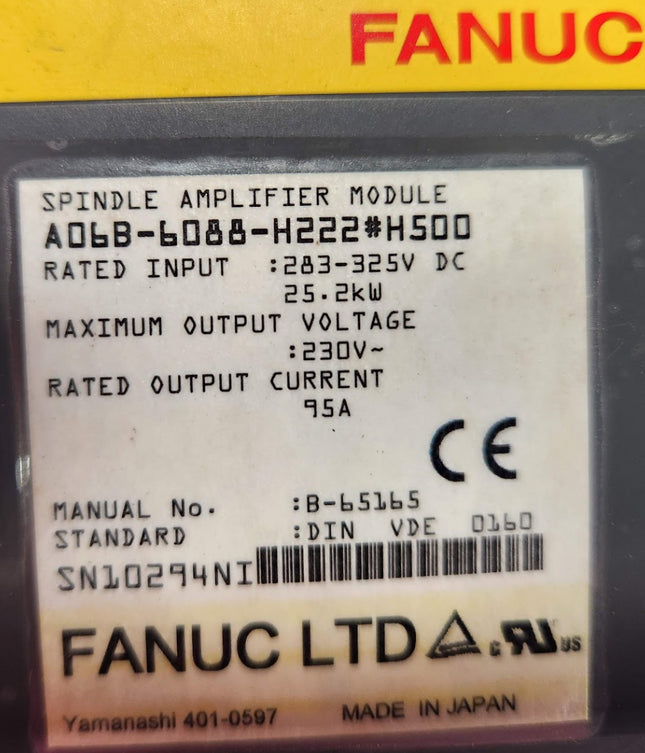 FANUC
SPINDLE AMPLIFIER MODULE
A06B-6088-H222#H500
RATED INPUT :283-325V DC
25.2kW
MAXIMUM OUTPUT VOLTAGE
:230V~
RATED OUTPUT CURRENT
95A
CE
MANUAL No. :B-65165
STANDARD :DIN VDE 0160
SN10294NI
FANUC LTD c RU US
Yamanashi 401-0597 MADE IN JAPAN